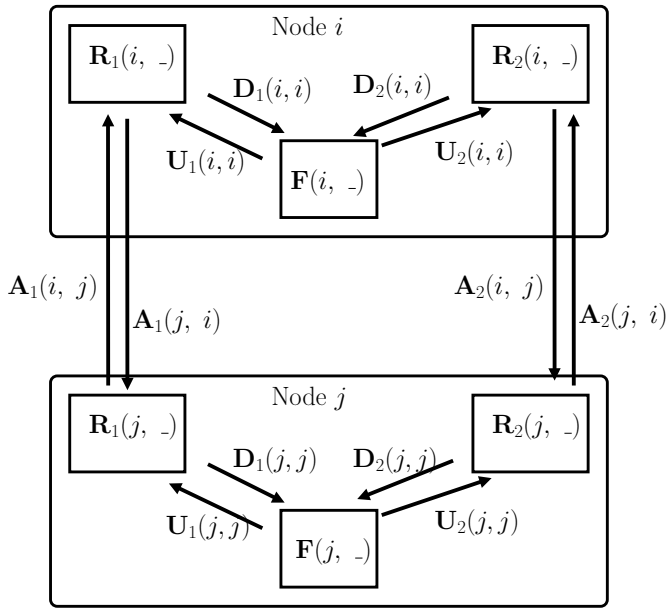 Node i
R₁(i, _)
R₂(i, _)
D₁(i, i)
D₂(i, i)
U₁(i, i)
U₂(i, i)
F(i, _)
A₁(i, j)
A₁(j, i)
A₂(i, j)
A₂(j, i)
Node j
R₁(j, _)
R₂(j, _)
D₁(j, j)
D₂(j, j)
U₁(j, j)
U₂(j, j)
F(j, _)